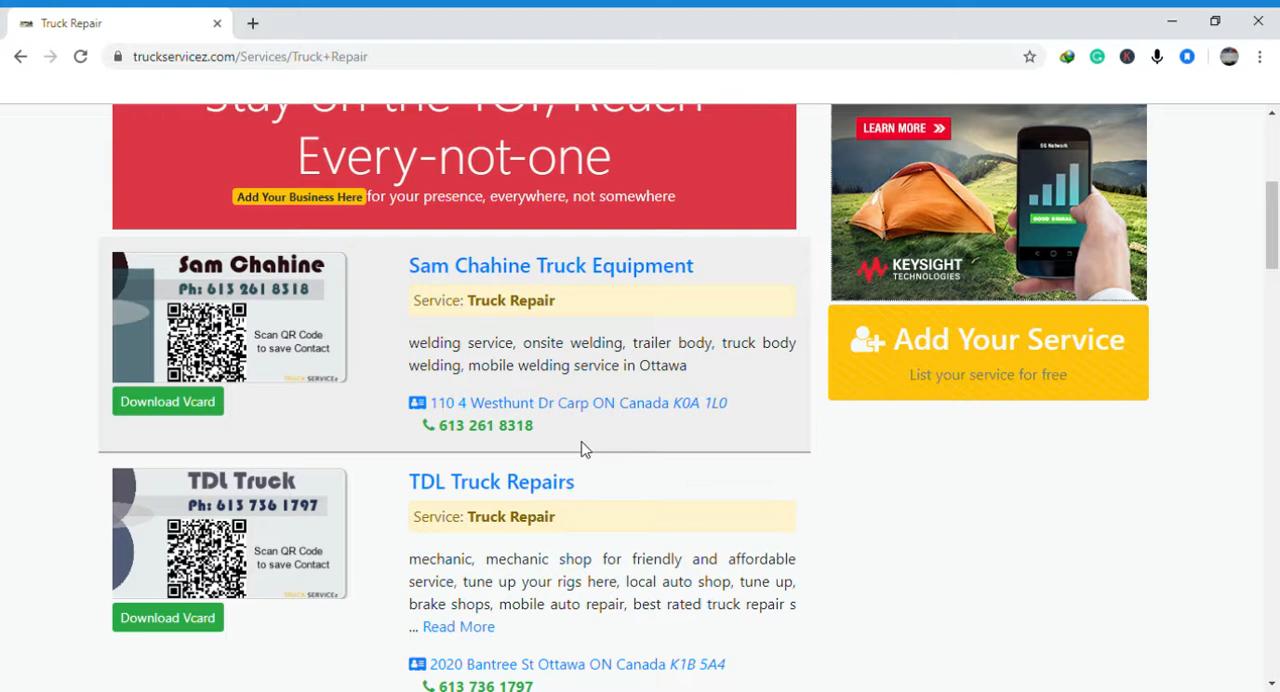 Truck Repair
truckservicez.com/Services/Truck+Repair
Stay on the TOP, Reach
Every-not-one
Add Your Business Here for your presence, everywhere, not somewhere
LEARN MORE
5G Network
GOOD SIGNAL
KEYSIGHT
TECHNOLOGIES
Add Your Service
List your service for free
Sam Chahine
Ph: 613 261 8318
Scan QR Code
to save Contact
TRUCK SERVICEz
Download Vcard
Sam Chahine Truck Equipment
Service: Truck Repair
welding service, onsite welding, trailer body, truck body
welding, mobile welding service in Ottawa
110 4 Westhunt Dr Carp ON Canada K0A 1L0
613 261 8318
TDL Truck
Ph: 613 736 1797
Scan QR Code
to save Contact
TRUCK SERVICEz
Download Vcard
TDL Truck Repairs
Service: Truck Repair
mechanic, mechanic shop for friendly and affordable
service, tune up your rigs here, local auto shop, tune up,
brake shops, mobile auto repair, best rated truck repair s
... Read More
2020 Bantree St Ottawa ON Canada K1B 5A4
613 736 1797